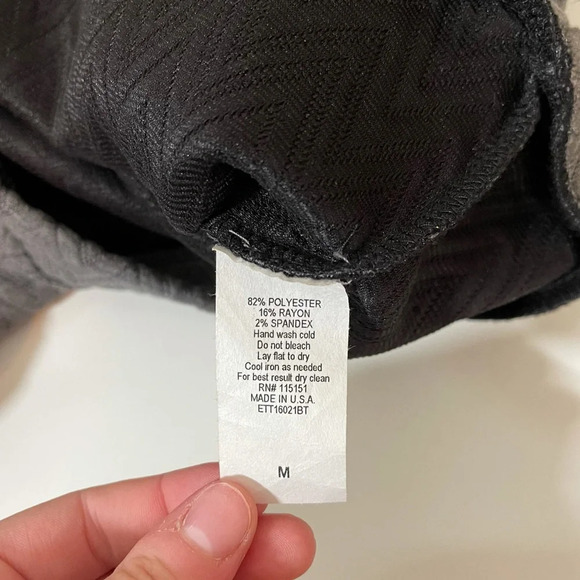 82% POLYESTER
16% RAYON
2% SPANDEX
Hand wash cold
Do not bleach
Lay flat to dry
Cool iron as needed
For best result dry clean
RN# 115151
MADE IN U.S.A.
ETT16021BT
M